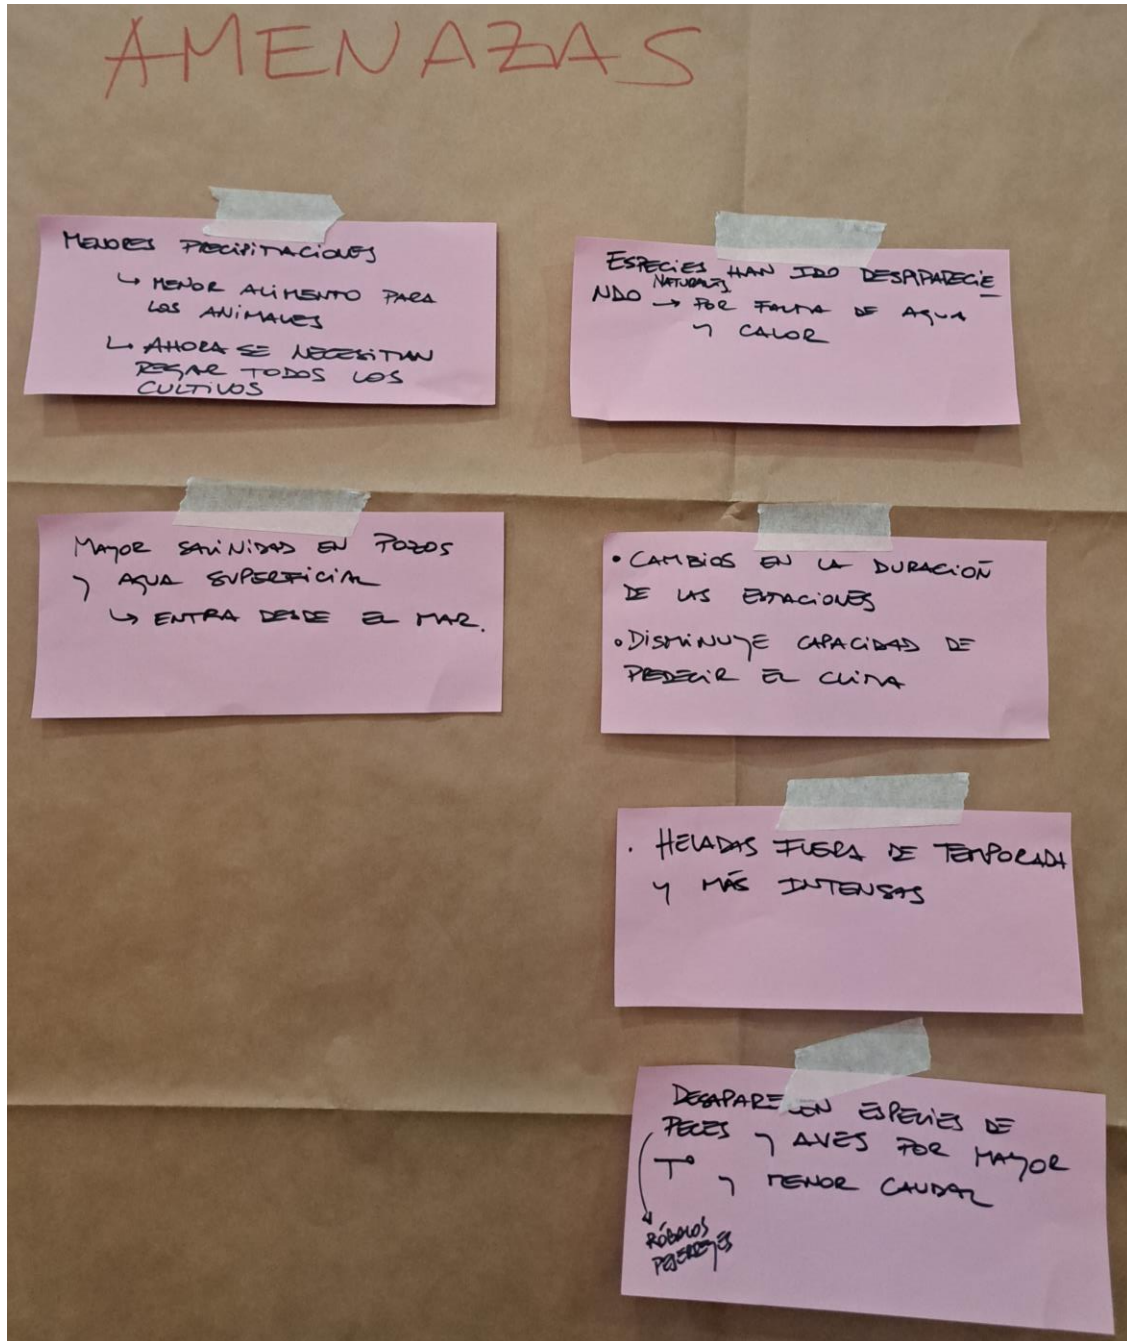 AMENAZAS
MENORES PRECIPITACIONES
↳ MENOR ALIMENTO PARA
LOS ANIMALES
↳ AHORA SE NECESITAN
REGAR TODOS LOS
CULTIVOS
ESPECIES HAN IDO DESAPARECIE
NATURALES
NDO → POR FALTA DE AGUA
Y CALOR
MAYOR SALINIDAD EN POZOS
Y AGUA SUPERFICIAL
↳ ENTRA DESDE EL MAR.
• CAMBIOS EN LA DURACIÓN
DE LAS ESTACIONES
• DISMINUYE CAPACIDAD DE
PREDECIR EL CLIMA
. HELADAS FUERA DE TEMPORADA
Y MÁS INTENSAS
DESAPARECEN ESPECIES DE
PECES Y AVES POR MAYOR
T° Y MENOR CAUDAL
RÓBALOS
PEJERREYES